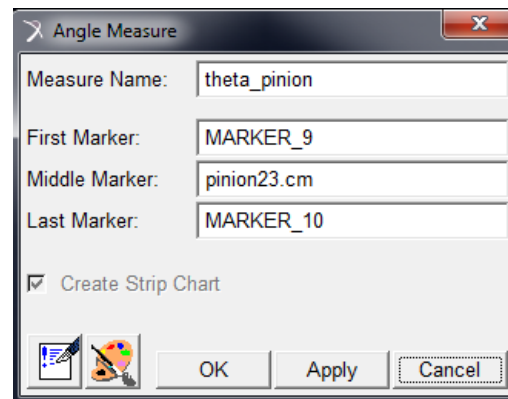 Angle Measure
Measure Name: theta_pinion
First Marker: MARKER_9
Middle Marker: pinion23.cm
Last Marker: MARKER_10
Create Strip Chart
OK Apply Cancel